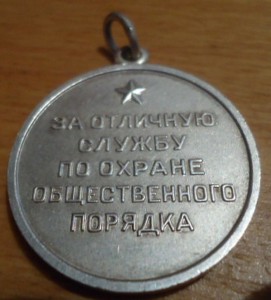 ЗА ОТЛИЧНУЮ
СЛУЖБУ
ПО ОХРАНЕ
ОБЩЕСТВЕННОГО
ПОРЯДКА